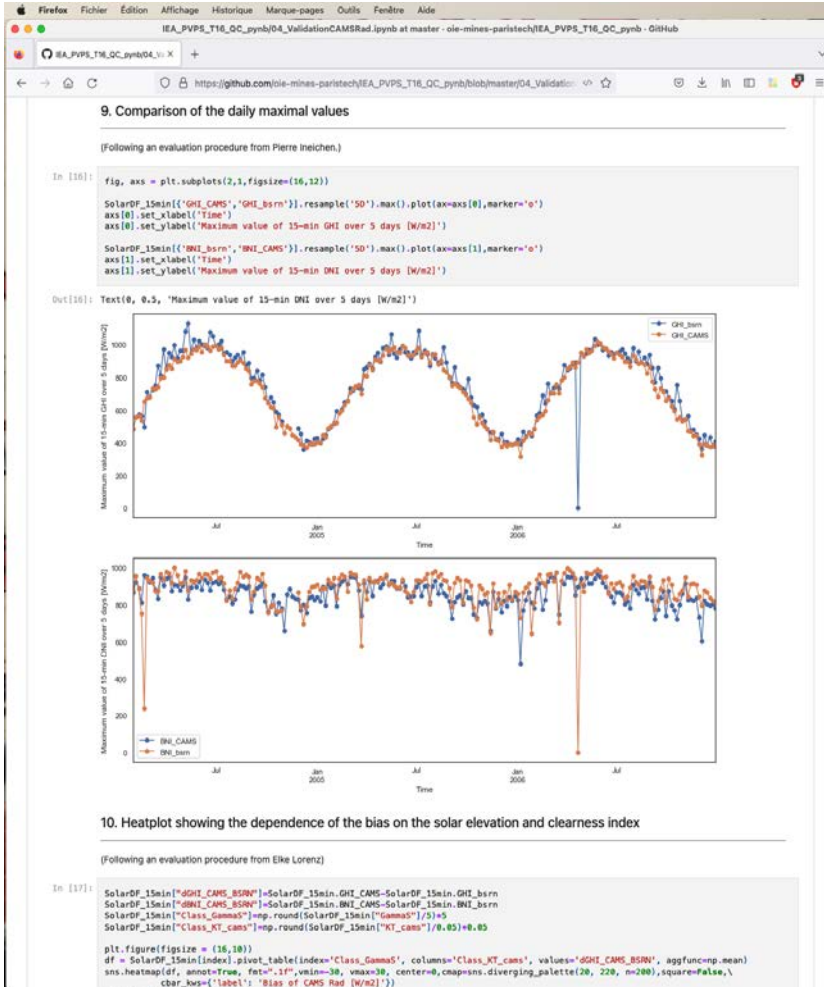 Firefox Fichier Édition Affichage Historique Marque-pages Outils Fenêtre Aide
IEA_PVPS_T16_QC_pynb/04_ValidationCAMSRad.ipynb at master · oie-mines-paristech/IEA_PVPS_T16_QC_pynb · GitHub
IEA_PVPS_T16_QC_pynb/04_Va
https://github.com/oie-mines-paristech/IEA_PVPS_T16_QC_pynb/blob/master/04_Validation
9. Comparison of the daily maximal values
(Following an evaluation procedure from Pierre Ineichen.)
In [16]:
fig, axs = plt.subplots(2,1,figsize=(16,12))
SolarDF_15min[{'GHI_CAMS','GHI_bsrn'}].resample('5D').max().plot(ax=axs[0],marker='o')
axs[0].set_xlabel('Time')
axs[0].set_ylabel('Maximum value of 15-min GHI over 5 days [W/m2]')
SolarDF_15min[{'BNI_bsrn','BNI_CAMS'}].resample('5D').max().plot(ax=axs[1],marker='o')
axs[1].set_xlabel('Time')
axs[1].set_ylabel('Maximum value of 15-min DNI over 5 days [W/m2]')
Out[16]: Text(0, 0.5, 'Maximum value of 15-min DNI over 5 days [W/m2]')
Maximum value of 15-min GHI over 5 days [W/m2]
1000
800
600
400
200
0
GHI_bsrn
GHI_CAMS
Jul Jan Jul Jan Jul
2005 2006
Time
Maximum value of 15-min DNI over 5 days [W/m2]
1000
800
600
400
200
0
BNI_CAMS
BNI_bsrn
Jul Jan Jul Jan Jul
2005 2006
Time
10. Heatplot showing the dependence of the bias on the solar elevation and clearness index
(Following an evaluation procedure from Elke Lorenz)
In [17]:
SolarDF_15min["dGHI_CAMS_BSRN"]=SolarDF_15min.GHI_CAMS-SolarDF_15min.GHI_bsrn
SolarDF_15min["dBNI_CAMS_BSRN"]=SolarDF_15min.BNI_CAMS-SolarDF_15min.BNI_bsrn
SolarDF_15min["Class_GammaS"]=np.round(SolarDF_15min["GammaS"]/5)*5
SolarDF_15min["Class_KT_cams"]=np.round(SolarDF_15min["KT_cams"]/0.05)*0.05
plt.figure(figsize = (16,10))
df = SolarDF_15min[index].pivot_table(index='Class_GammaS', columns='Class_KT_cams', values='dGHI_CAMS_BSRN', aggfunc=np.mean)
sns.heatmap(df, annot=True, fmt=".1f",vmin=-30, vmax=30, center=0,cmap=sns.diverging_palette(20, 220, n=200),square=False,\
cbar_kws={'label': 'Bias of CAMS Rad [W/m2]'})